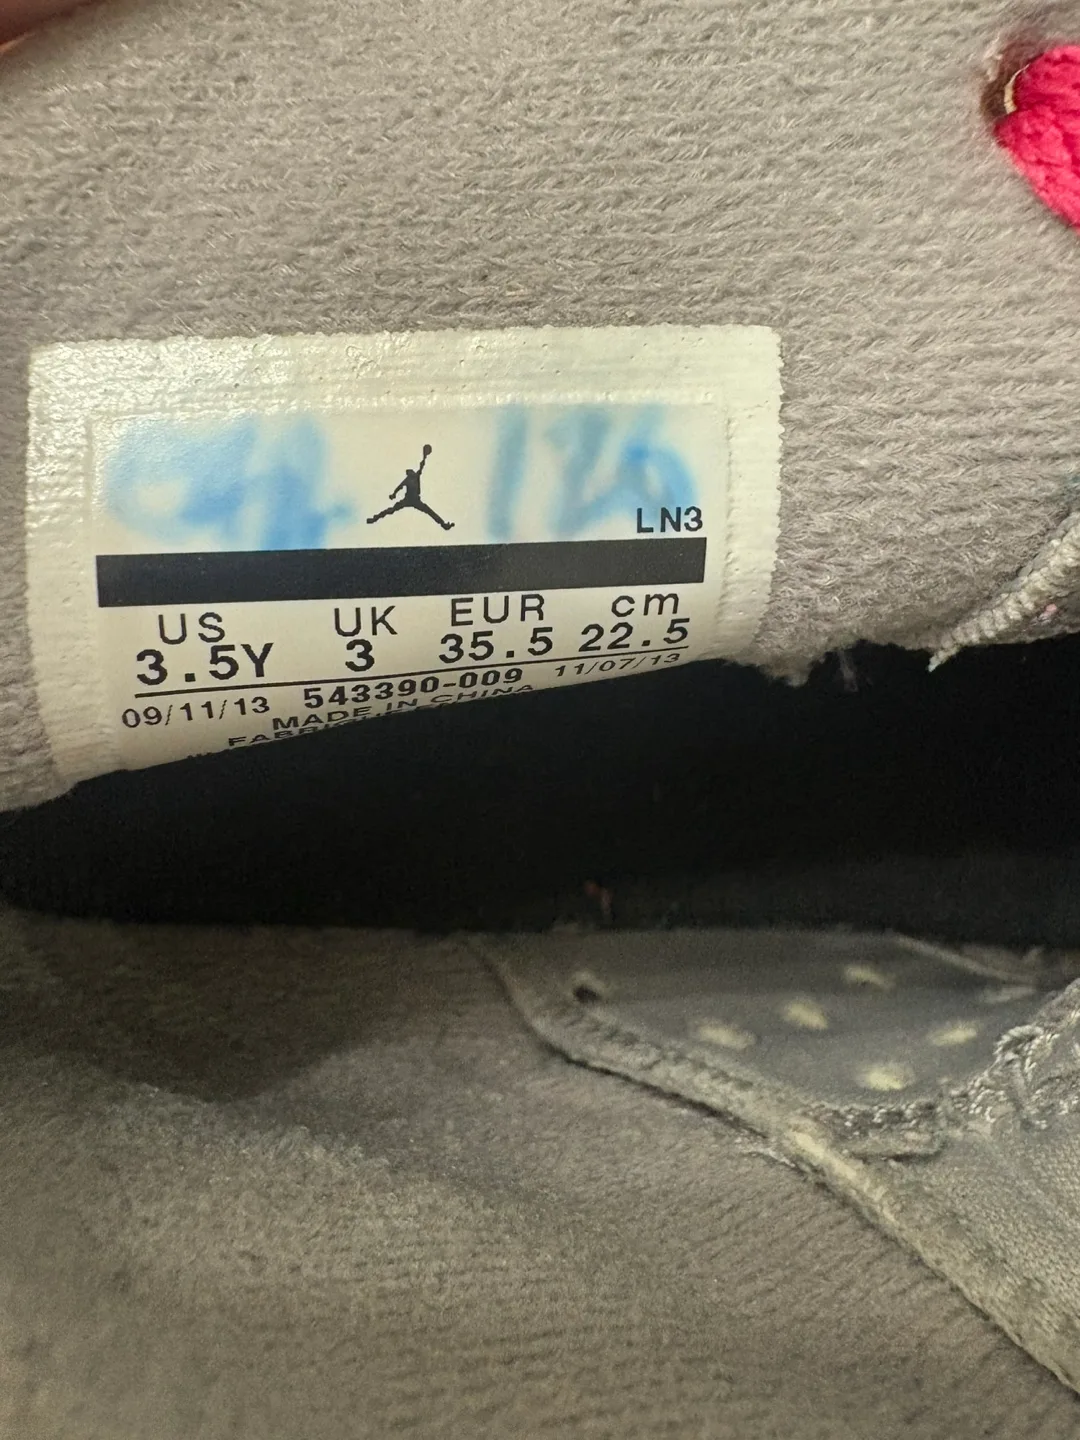 LN3
US UK EUR cm
3.5Y 3 35.5 22.5
09/11/13 543390-009 11/07/13
MADE IN CHINA